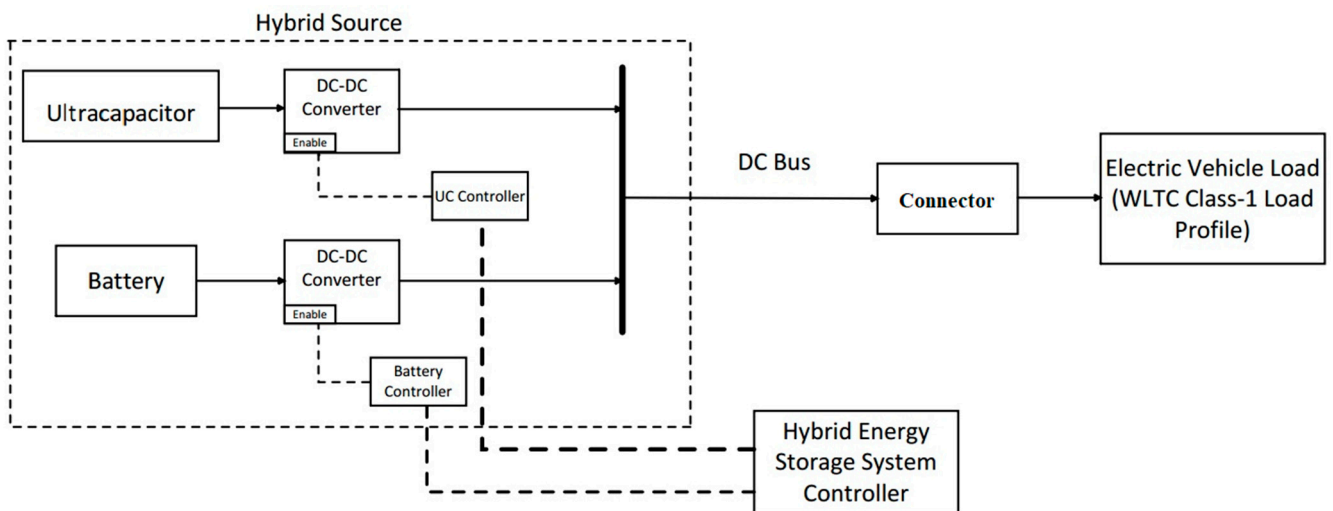 Hybrid Source
Ultracapacitor
DC-DC
Converter
Enable
UC Controller
Battery
DC-DC
Converter
Enable
Battery
Controller
DC Bus
Connector
Electric Vehicle Load
(WLTC Class-1 Load
Profile)
Hybrid Energy
Storage System
Controller